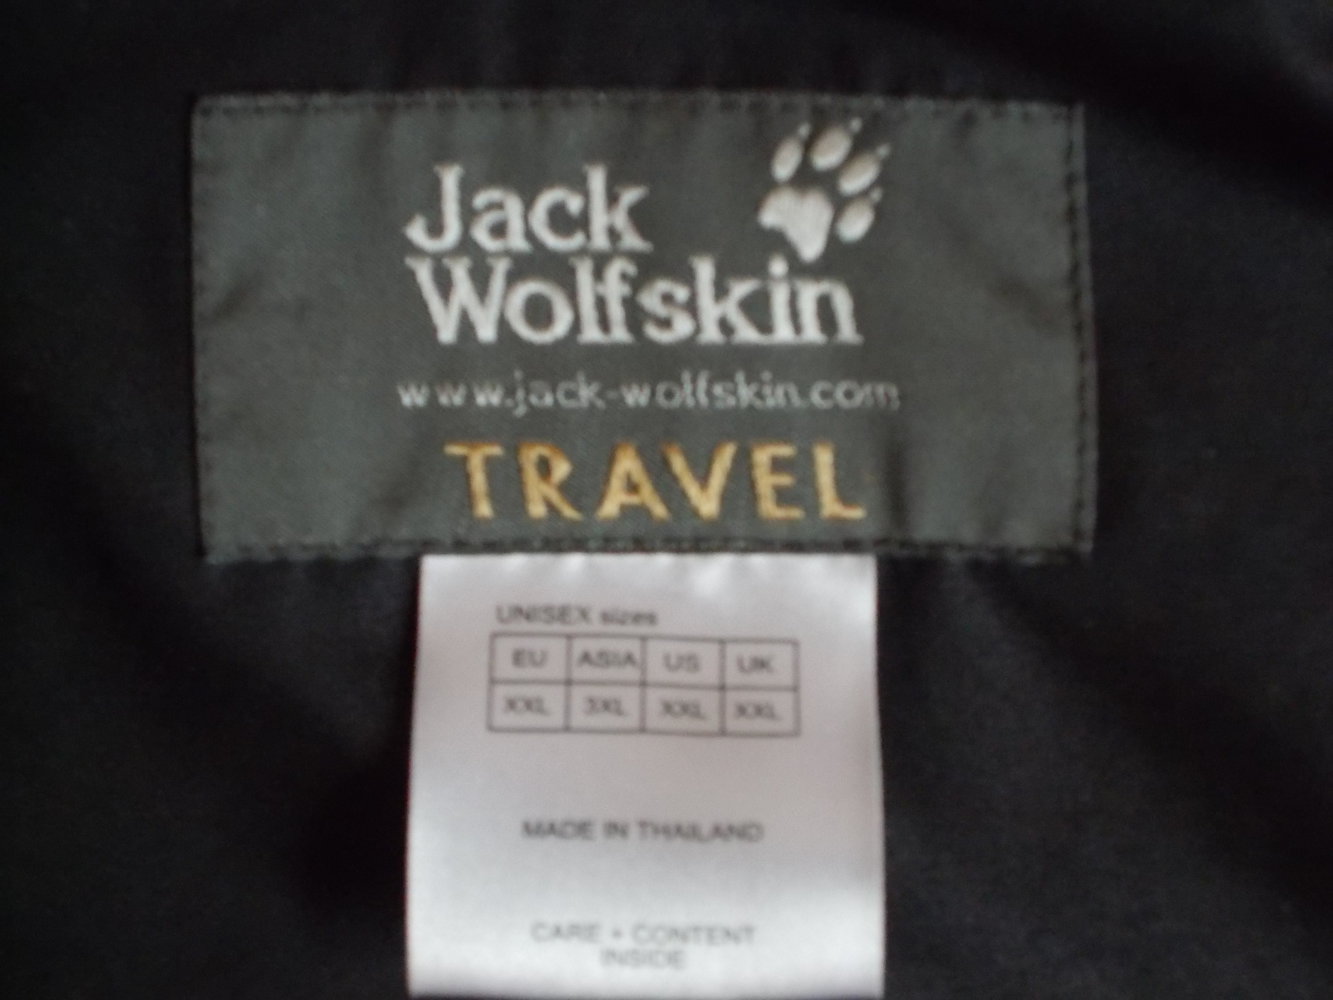 Jack
Wolfskin
www.jack-wolfskin.com
TRAVEL
UNISEX sizes
EU ASIA US UK
XXL 3XL XXL XXL
MADE IN THAILAND
CARE + CONTENT
INSIDE